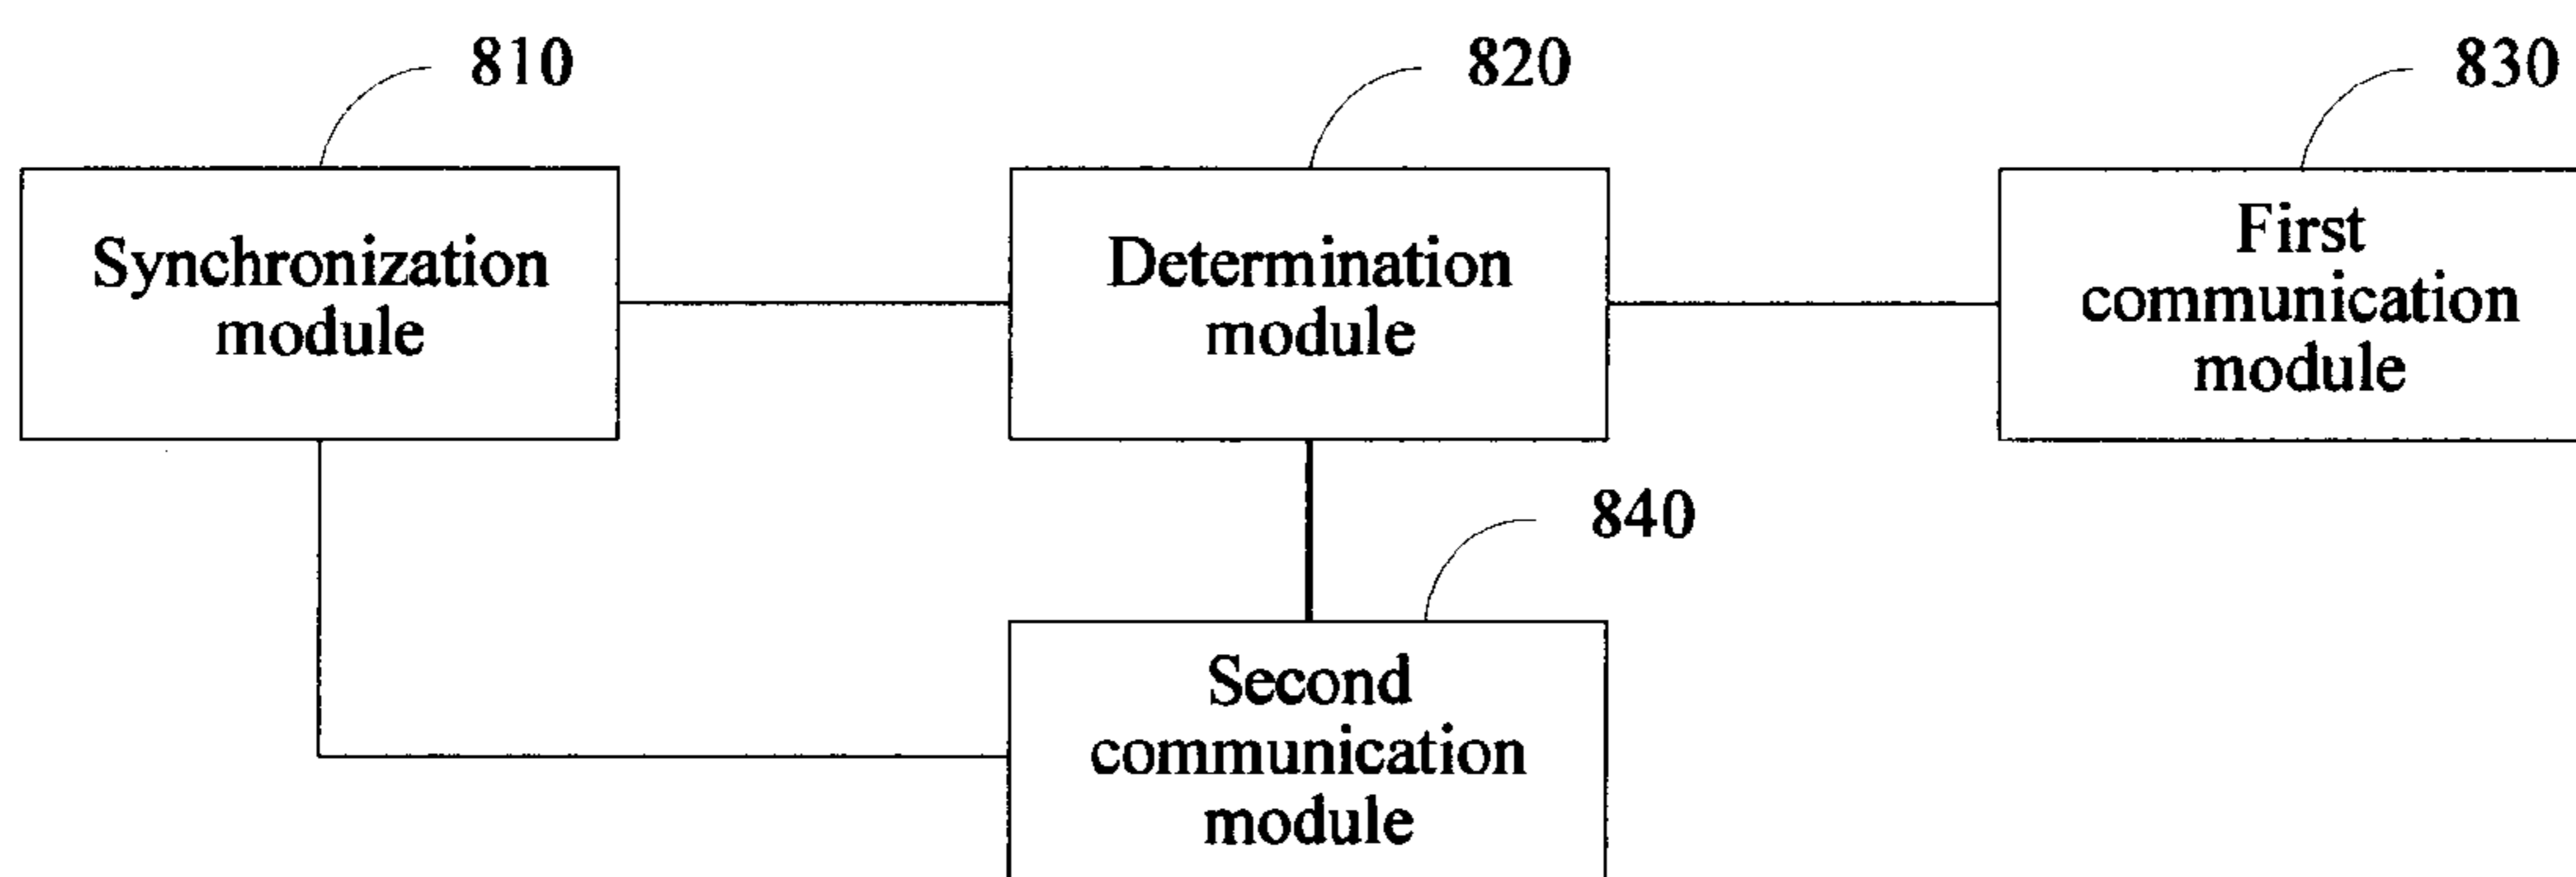 810
820
830
Synchronization
module
Determination
module
First
communication
module
840
Second
communication
module